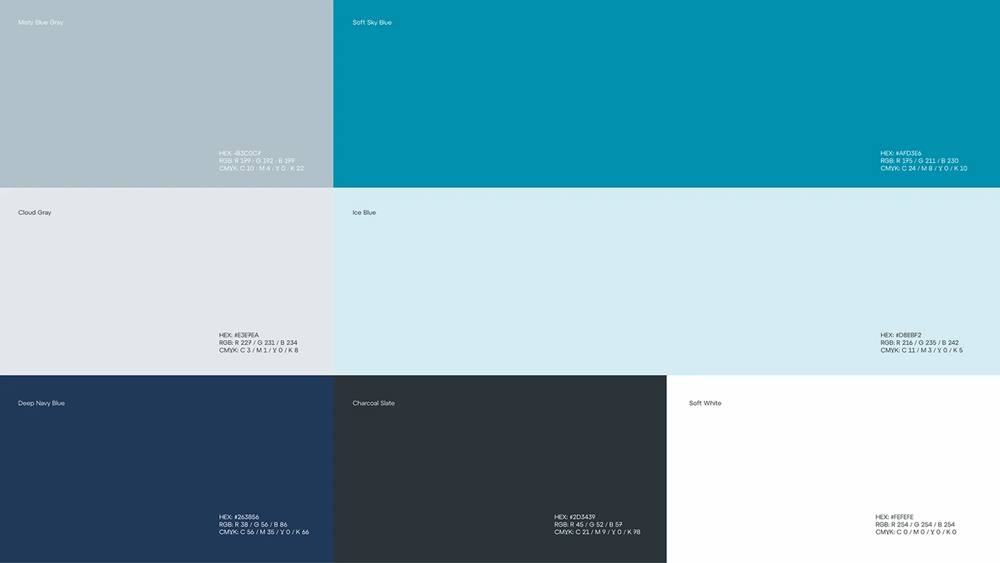 Misty Blue Gray
Soft Sky Blue
HEX: #B3C0C7
RGB: R 199 · G 192 · B 199
CMYK: C 10 · M 4 · Y 0 · K 22
HEX: #AFD3E6
RGB: R 175 / G 211 / B 230
CMYK: C 24 / M 8 / Y 0 / K 10
Cloud Gray
Ice Blue
HEX: #E3E7EA
RGB: R 227 / G 231 / B 234
CMYK: C 3 / M 1 / Y 0 / K 8
HEX: #D8EBF2
RGB: R 216 / G 235 / B 242
CMYK: C 11 / M 3 / Y 0 / K 5
Deep Navy Blue
Charcoal Slate
Soft White
HEX: #263856
RGB: R 38 / G 56 / B 86
CMYK: C 56 / M 35 / Y 0 / K 66
HEX: #2D3439
RGB: R 45 / G 52 / B 57
CMYK: C 21 / M 9 / Y 0 / K 78
HEX: #FEFEFE
RGB: R 254 / G 254 / B 254
CMYK: C 0 / M 0 / Y 0 / K 0